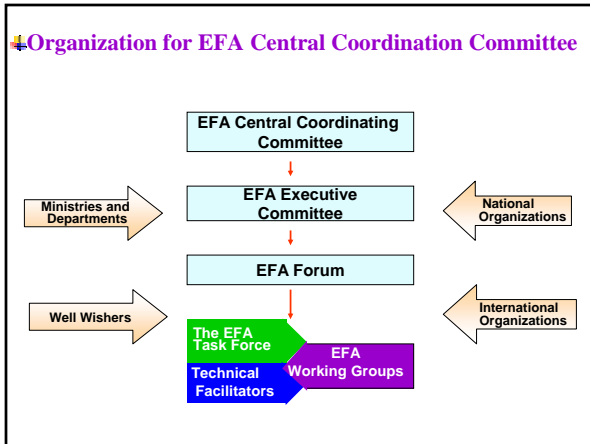 Organization for EFA Central Coordination Committee
EFA Central Coordinating
Committee
Ministries and
Departments
EFA Executive
Committee
National
Organizations
EFA Forum
Well Wishers
International
Organizations
The EFA
Task Force
EFA
Working Groups
Technical
Facilitators